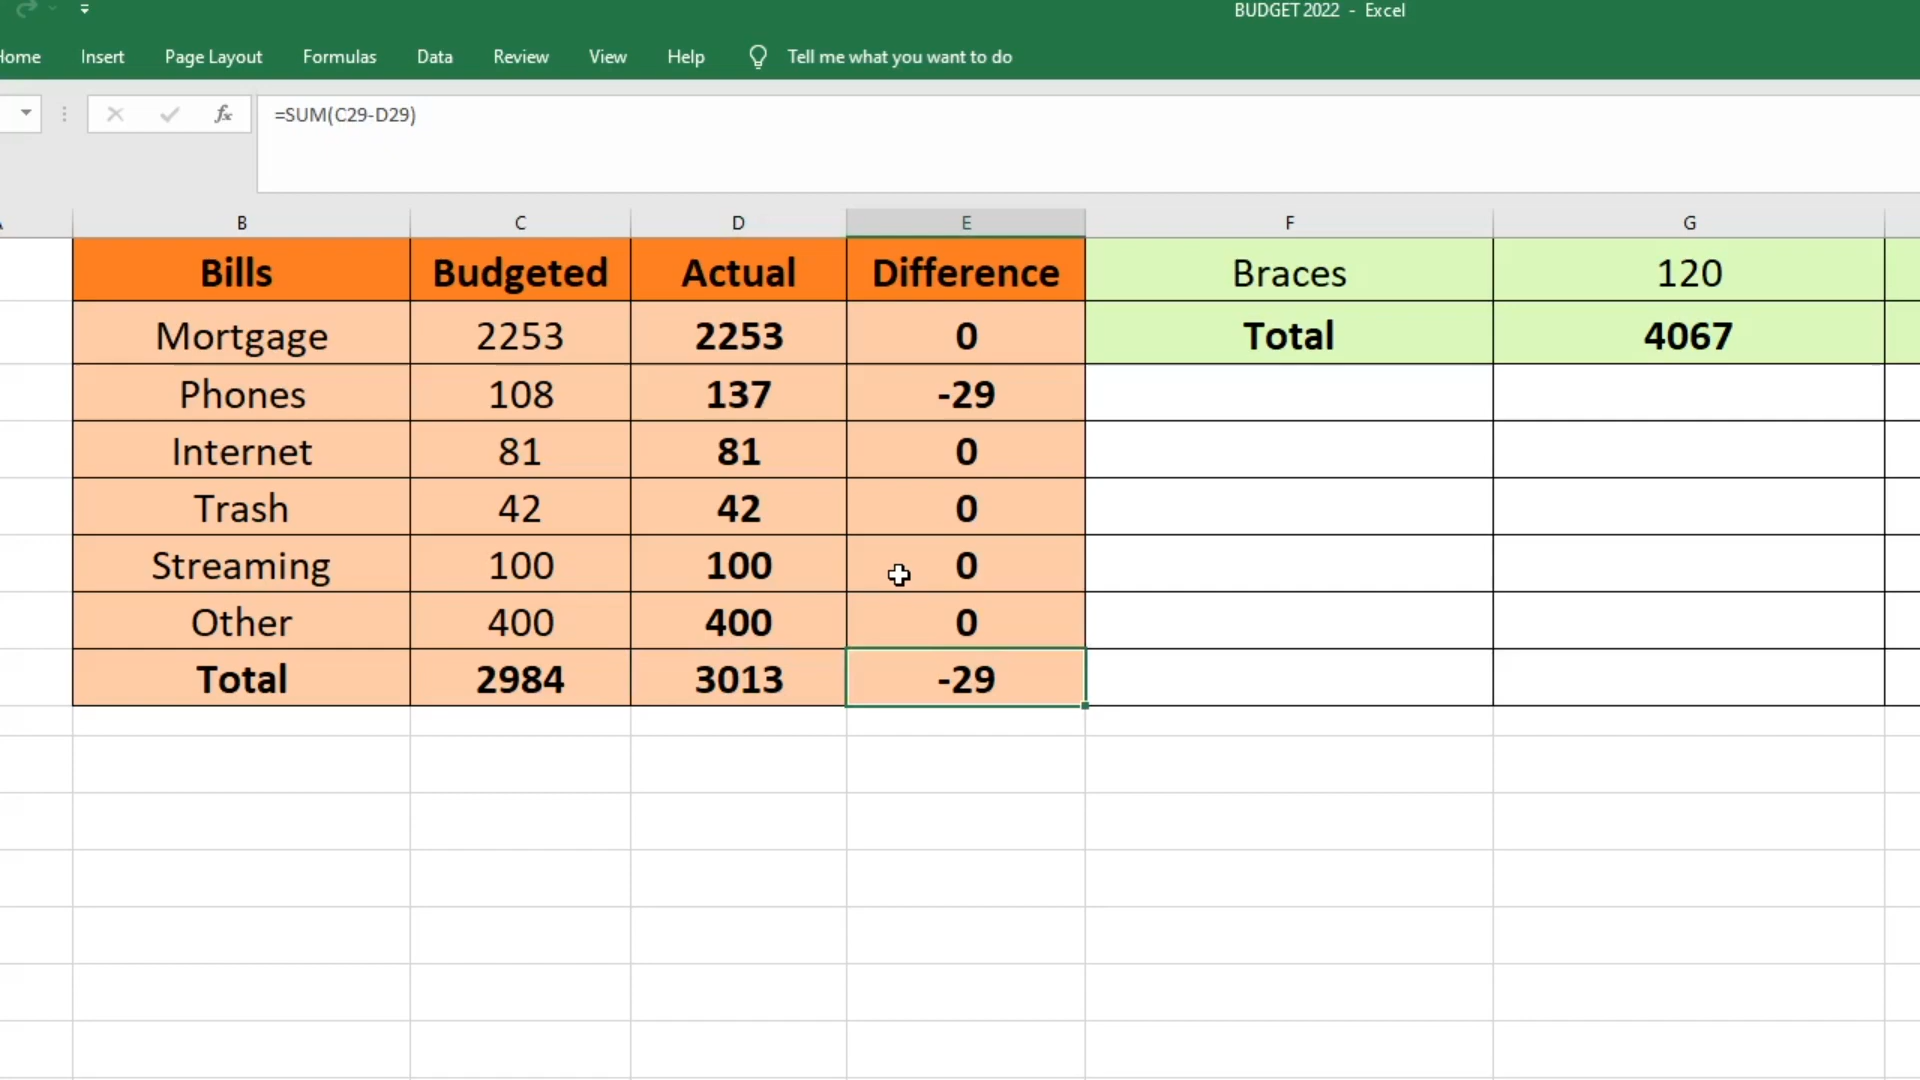 BUDGET 2022 - Excel
Home Insert Page Layout Formulas Data Review View Help Tell me what you want to do
fx =SUM(C29-D29)
B C D E F G
Bills Budgeted Actual Difference Braces 120
Mortgage 2253 2253 0 Total 4067
Phones 108 137 -29
Internet 81 81 0
Trash 42 42 0
Streaming 100 100 0
Other 400 400 0
Total 2984 3013 -29